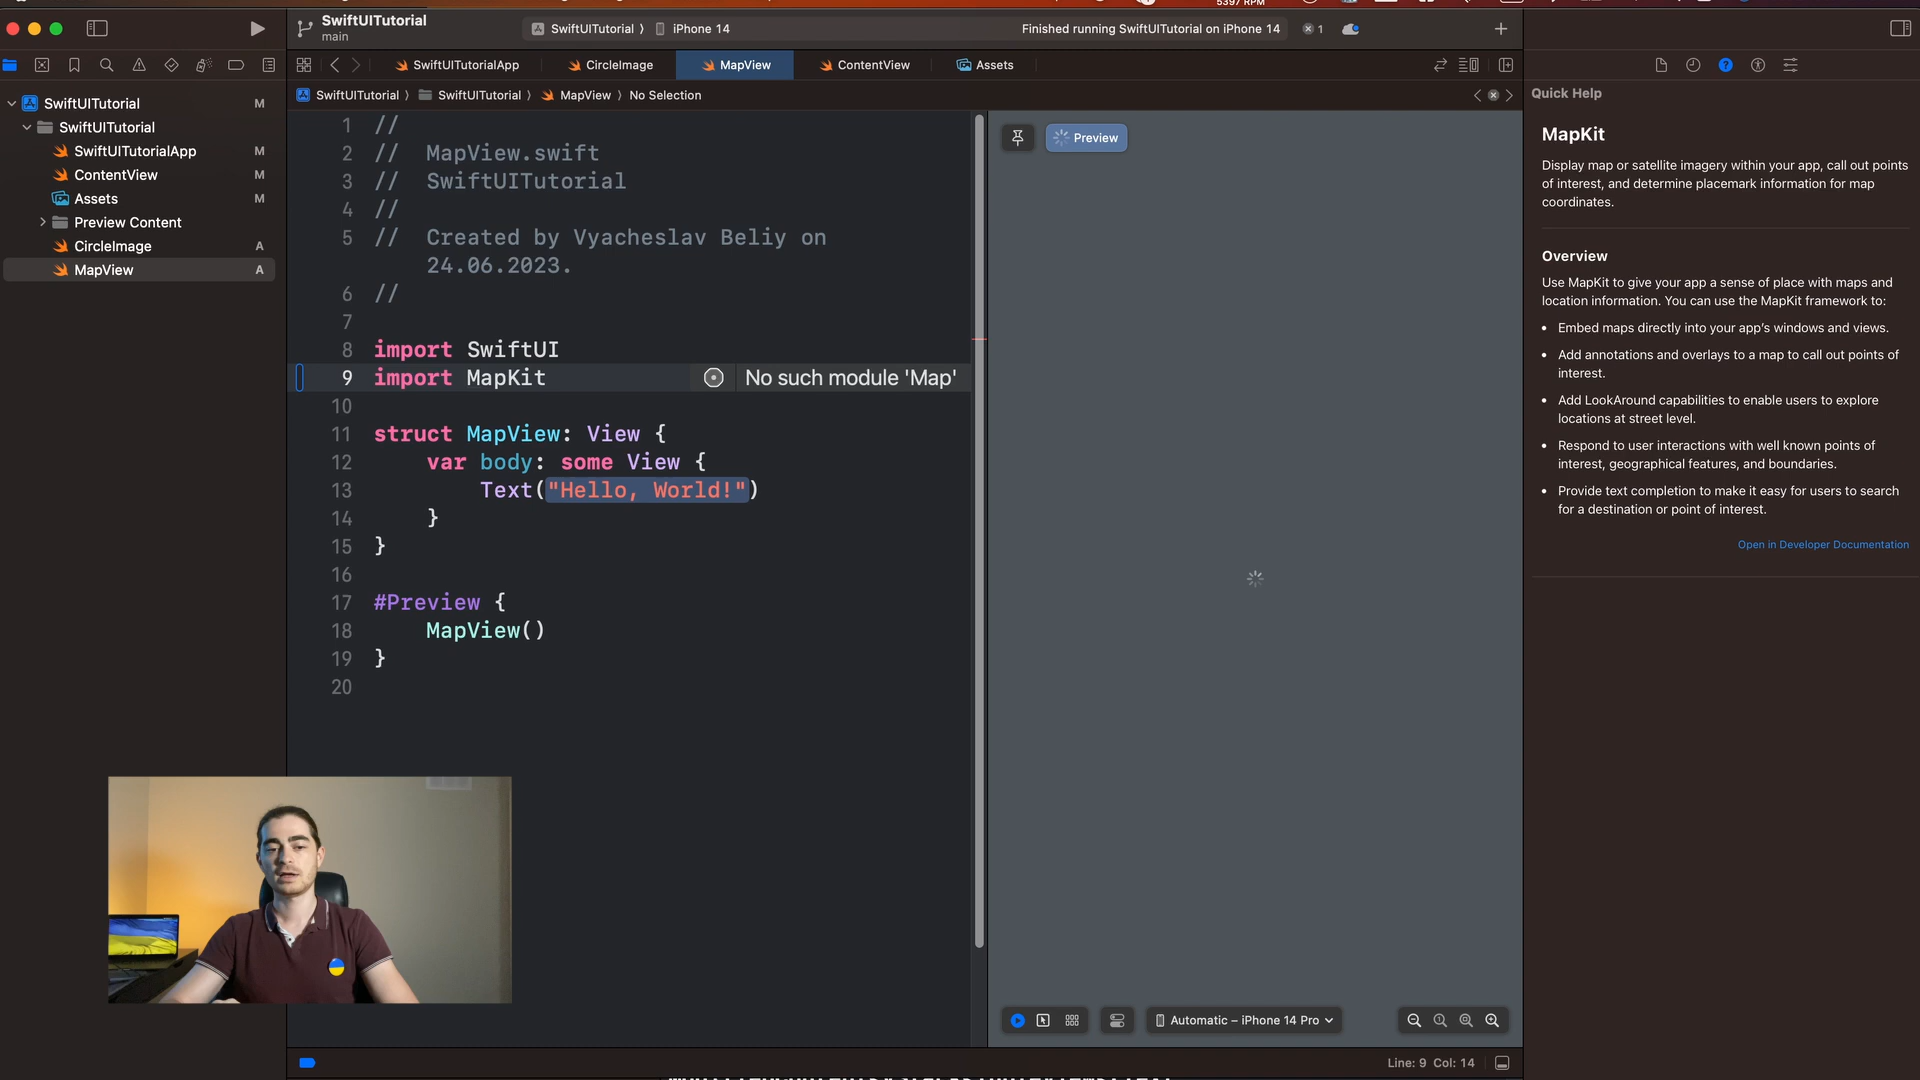 5397 RPM
SwiftUITutorial
main
SwiftUITutorial
iPhone 14
Finished running SwiftUITutorial on iPhone 14
1
SwiftUITutorialApp
CircleImage
MapView
ContentView
Assets
SwiftUITutorial
SwiftUITutorial
MapView
No Selection
SwiftUITutorial M
SwiftUITutorial
SwiftUITutorialApp M
ContentView M
Assets M
Preview Content
CircleImage A
MapView A
1 //
2 // MapView.swift
3 // SwiftUITutorial
4 //
5 // Created by Vyacheslav Beliy on
24.06.2023.
6 //
7
8 import SwiftUI
9 import MapKit
No such module 'Map'
10
11 struct MapView: View {
12 var body: some View {
13 Text("Hello, World!")
14 }
15 }
16
17 #Preview {
18 MapView()
19 }
20
Preview
Automatic – iPhone 14 Pro
Line: 9 Col: 14
Quick Help
MapKit
Display map or satellite imagery within your app, call out points
of interest, and determine placemark information for map
coordinates.
Overview
Use MapKit to give your app a sense of place with maps and
location information. You can use the MapKit framework to:
• Embed maps directly into your app's windows and views.
• Add annotations and overlays to a map to call out points of
interest.
• Add LookAround capabilities to enable users to explore
locations at street level.
• Respond to user interactions with well known points of
interest, geographical features, and boundaries.
• Provide text completion to make it easy for users to search
for a destination or point of interest.
Open in Developer Documentation